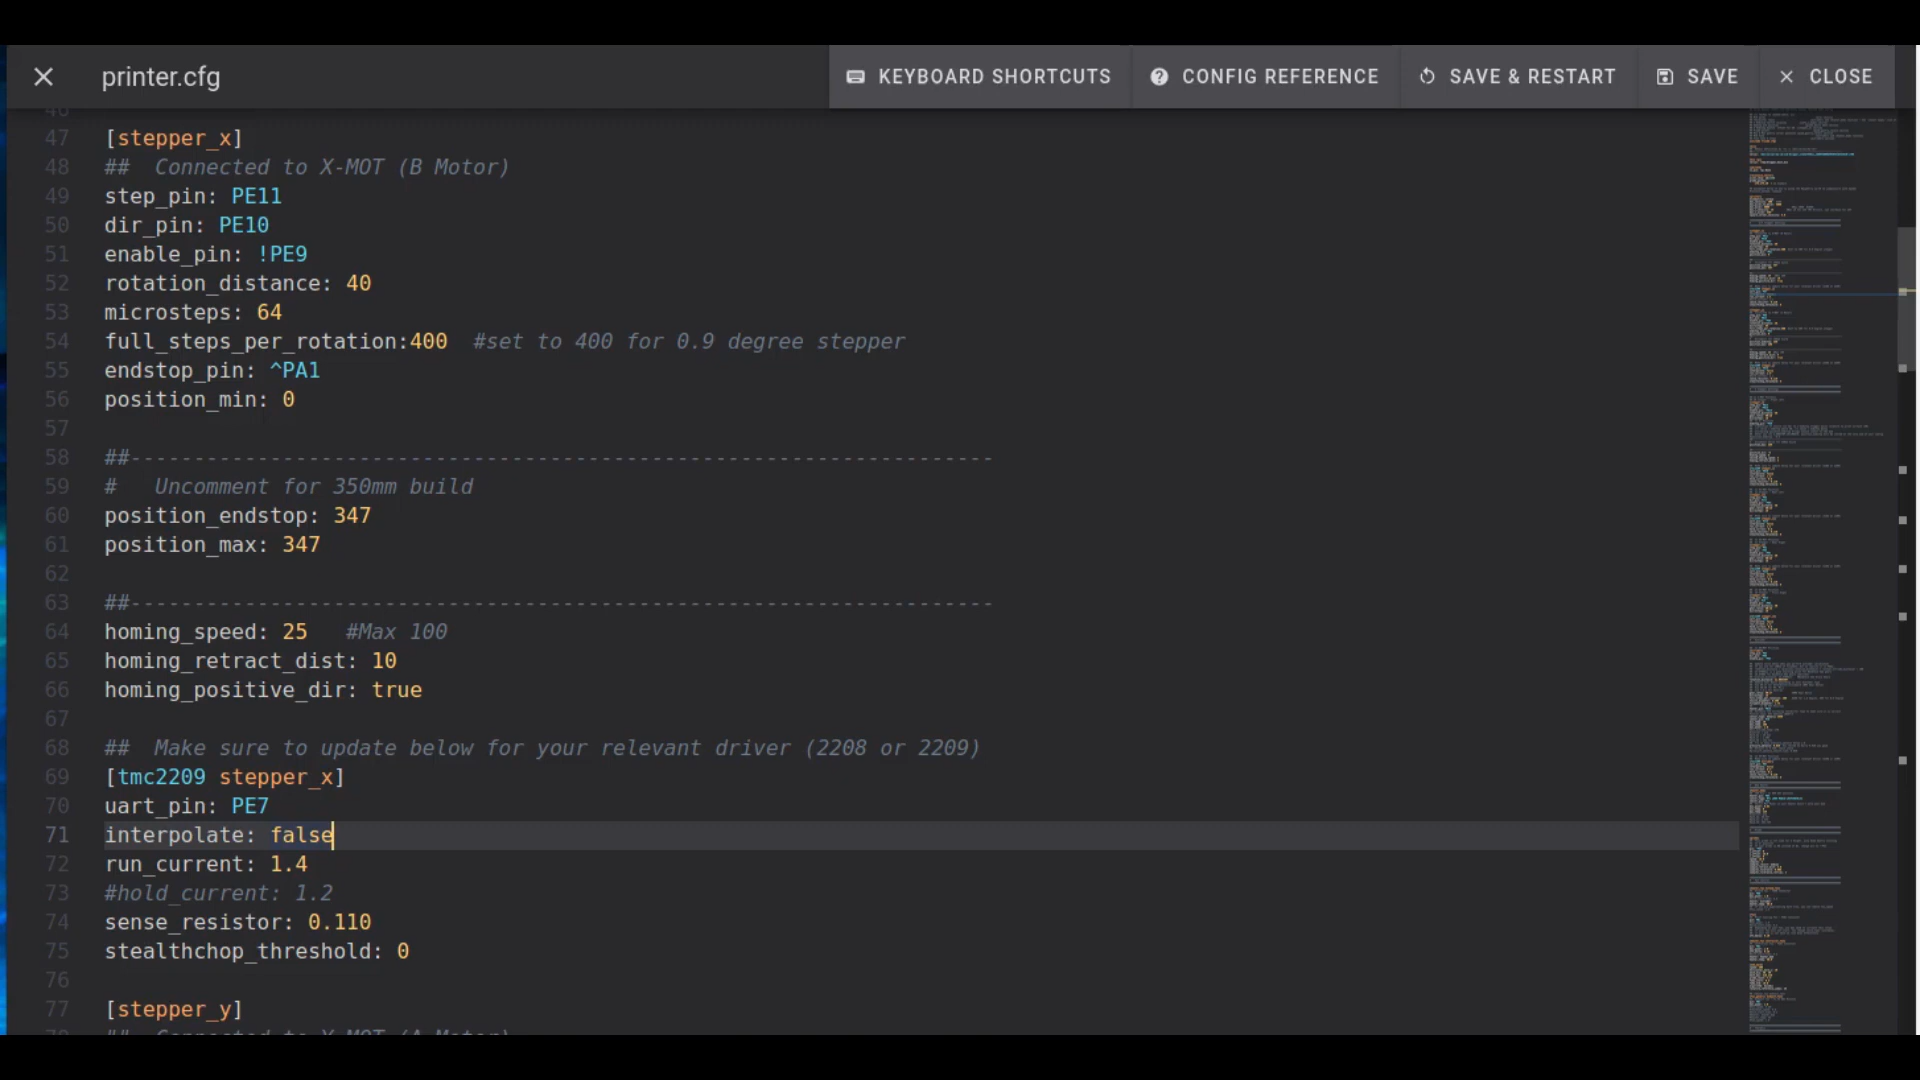 printer.cfg
KEYBOARD SHORTCUTS
CONFIG REFERENCE
SAVE & RESTART
SAVE
CLOSE
47 [stepper_x]
48 ##  Connected to X-MOT (B Motor)
49 step_pin: PE11
50 dir_pin: PE10
51 enable_pin: !PE9
52 rotation_distance: 40
53 microsteps: 64
54 full_steps_per_rotation:400  #set to 400 for 0.9 degree stepper
55 endstop_pin: ^PA1
56 position_min: 0
57
58 ##--------------------------------------------------------------------
59 #   Uncomment for 350mm build
60 position_endstop: 347
61 position_max: 347
62
63 ##--------------------------------------------------------------------
64 homing_speed: 25   #Max 100
65 homing_retract_dist: 10
66 homing_positive_dir: true
67
68 ##  Make sure to update below for your relevant driver (2208 or 2209)
69 [tmc2209 stepper_x]
70 uart_pin: PE7
71 interpolate: false
72 run_current: 1.4
73 #hold_current: 1.2
74 sense_resistor: 0.110
75 stealthchop_threshold: 0
76
77 [stepper_y]
78 ##  Connected to Y-MOT (A Motor)